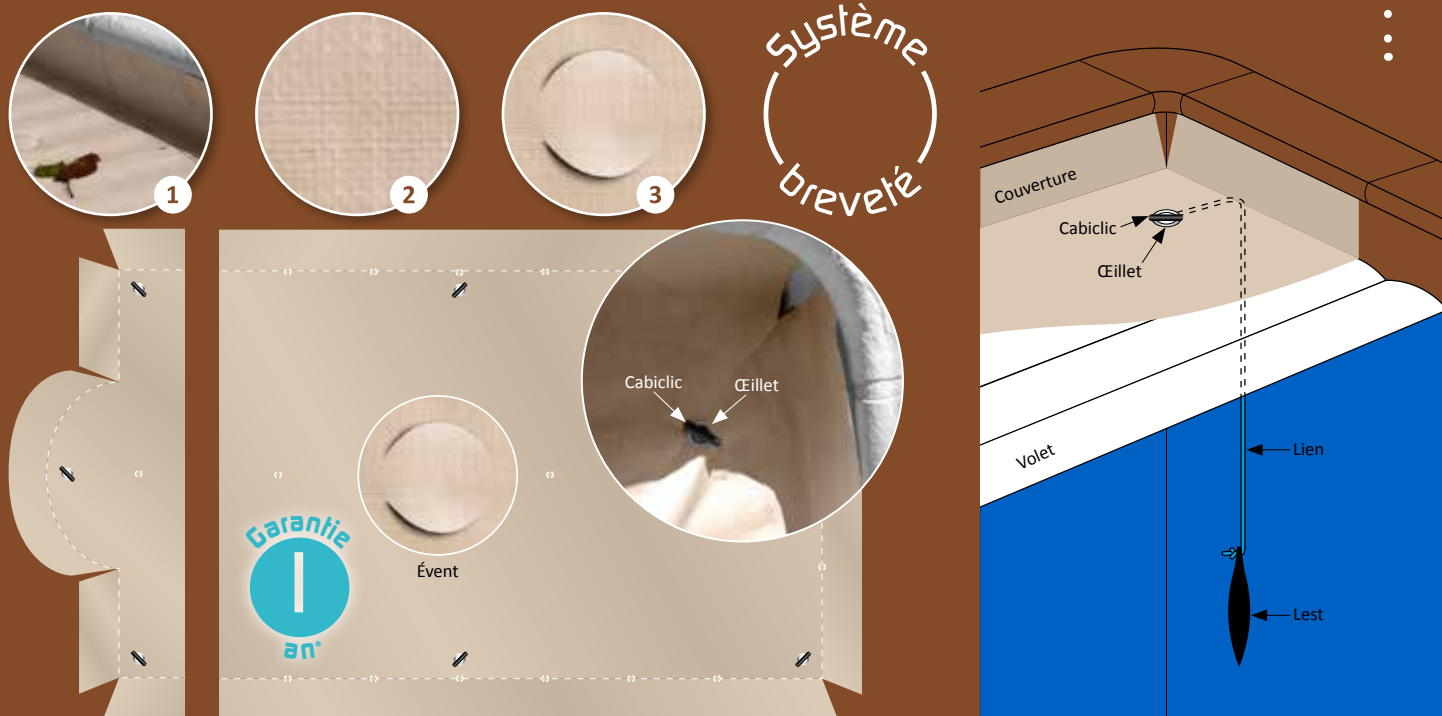 1
2
3
Système
breveté
Couverture
Cabiclic
Œillet
Cabiclic
Œillet
Volet
Lien
Garantie
1
an*
Évent
Lest